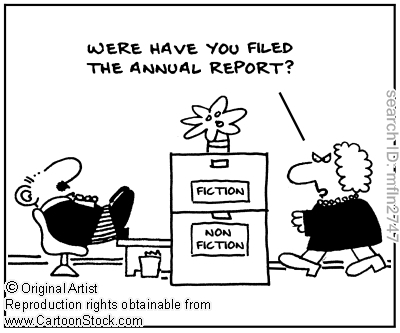 WERE HAVE YOU FILED
THE ANNUAL REPORT?
FICTION
NON
FICTION
search ID: mfln2747
© Original Artist
Reproduction rights obtainable from
www.CartoonStock.com